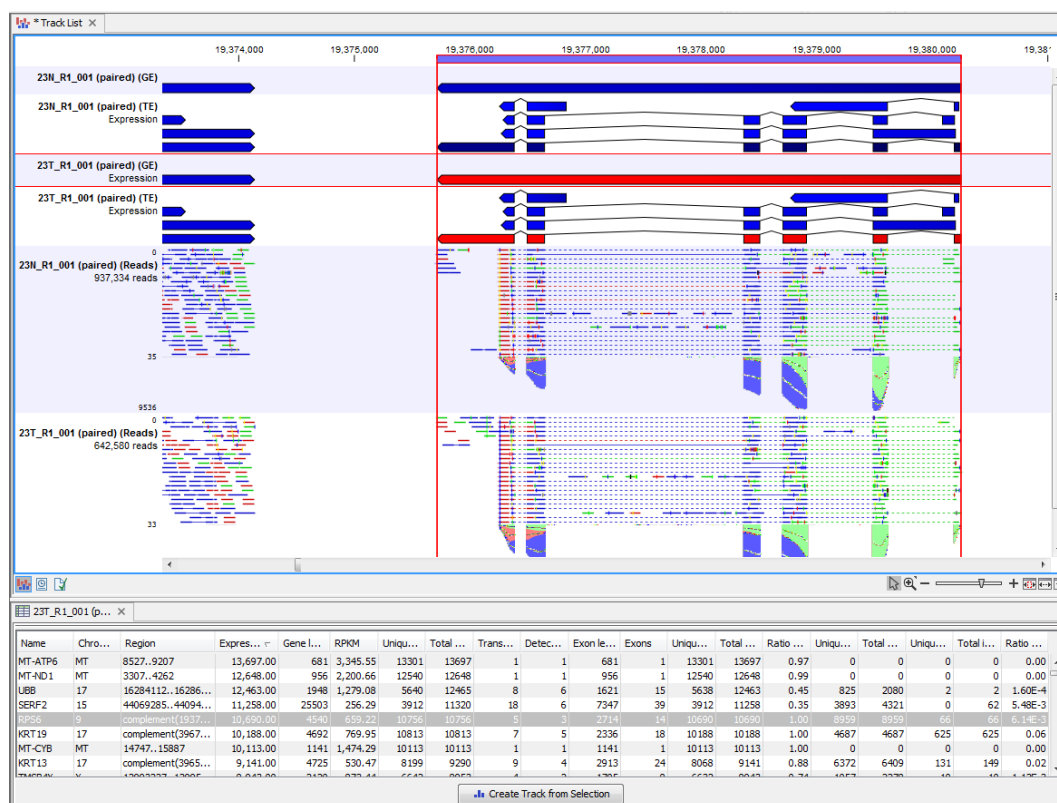 * Track List
19,374,000 19,375,000 19,376,000 19,377,000 19,378,000 19,379,000 19,380,000 19,381
23N_R1_001 (paired) (GE)
23N_R1_001 (paired) (TE)
Expression
23T_R1_001 (paired) (GE)
Expression
23T_R1_001 (paired) (TE)
Expression
0
23N_R1_001 (paired) (Reads)
937,334 reads
35
9536
0
23T_R1_001 (paired) (Reads)
642,580 reads
33
23T_R1_001 (p...
Name Chro... Region Expres... Gene l... RPKM Uniqu... Total ... Trans... Detec... Exon le... Exons Uniqu... Total ... Ratio ... Uniqu... Total ... Uniqu... Total i... Ratio ...
MT-ATP6 MT 8527..9207 13,697.00 681 3,345.55 13301 13697 1 1 681 1 13301 13697 0.97 0 0 0 0 0.00
MT-ND1 MT 3307..4262 12,648.00 956 2,200.66 12540 12648 1 1 956 1 12540 12648 0.99 0 0 0 0 0.00
UBB 17 16284112..16286... 12,463.00 1948 1,279.08 5640 12465 8 6 1621 15 5638 12463 0.45 825 2080 2 2 1.60E-4
SERF2 15 44069285..44094... 11,258.00 25503 256.29 3912 11320 18 6 7347 39 3912 11258 0.35 3893 4321 0 62 5.48E-3
RPS6 9 complement(1937... 10,690.00 4540 659.22 10756 10756 5 3 2714 14 10690 10690 1.00 8959 8959 66 66 6.14E-3
KRT19 17 complement(3967... 10,188.00 4692 769.95 10813 10813 7 5 2336 18 10188 10188 1.00 4687 4687 625 625 0.06
MT-CYB MT 14747..15887 10,113.00 1141 1,474.29 10113 10113 1 1 1141 1 10113 10113 1.00 0 0 0 0 0.00
KRT13 17 complement(3965... 9,141.00 4725 530.47 8199 9290 9 4 2913 24 8068 9141 0.88 6372 6409 131 149 0.02
Create Track from Selection